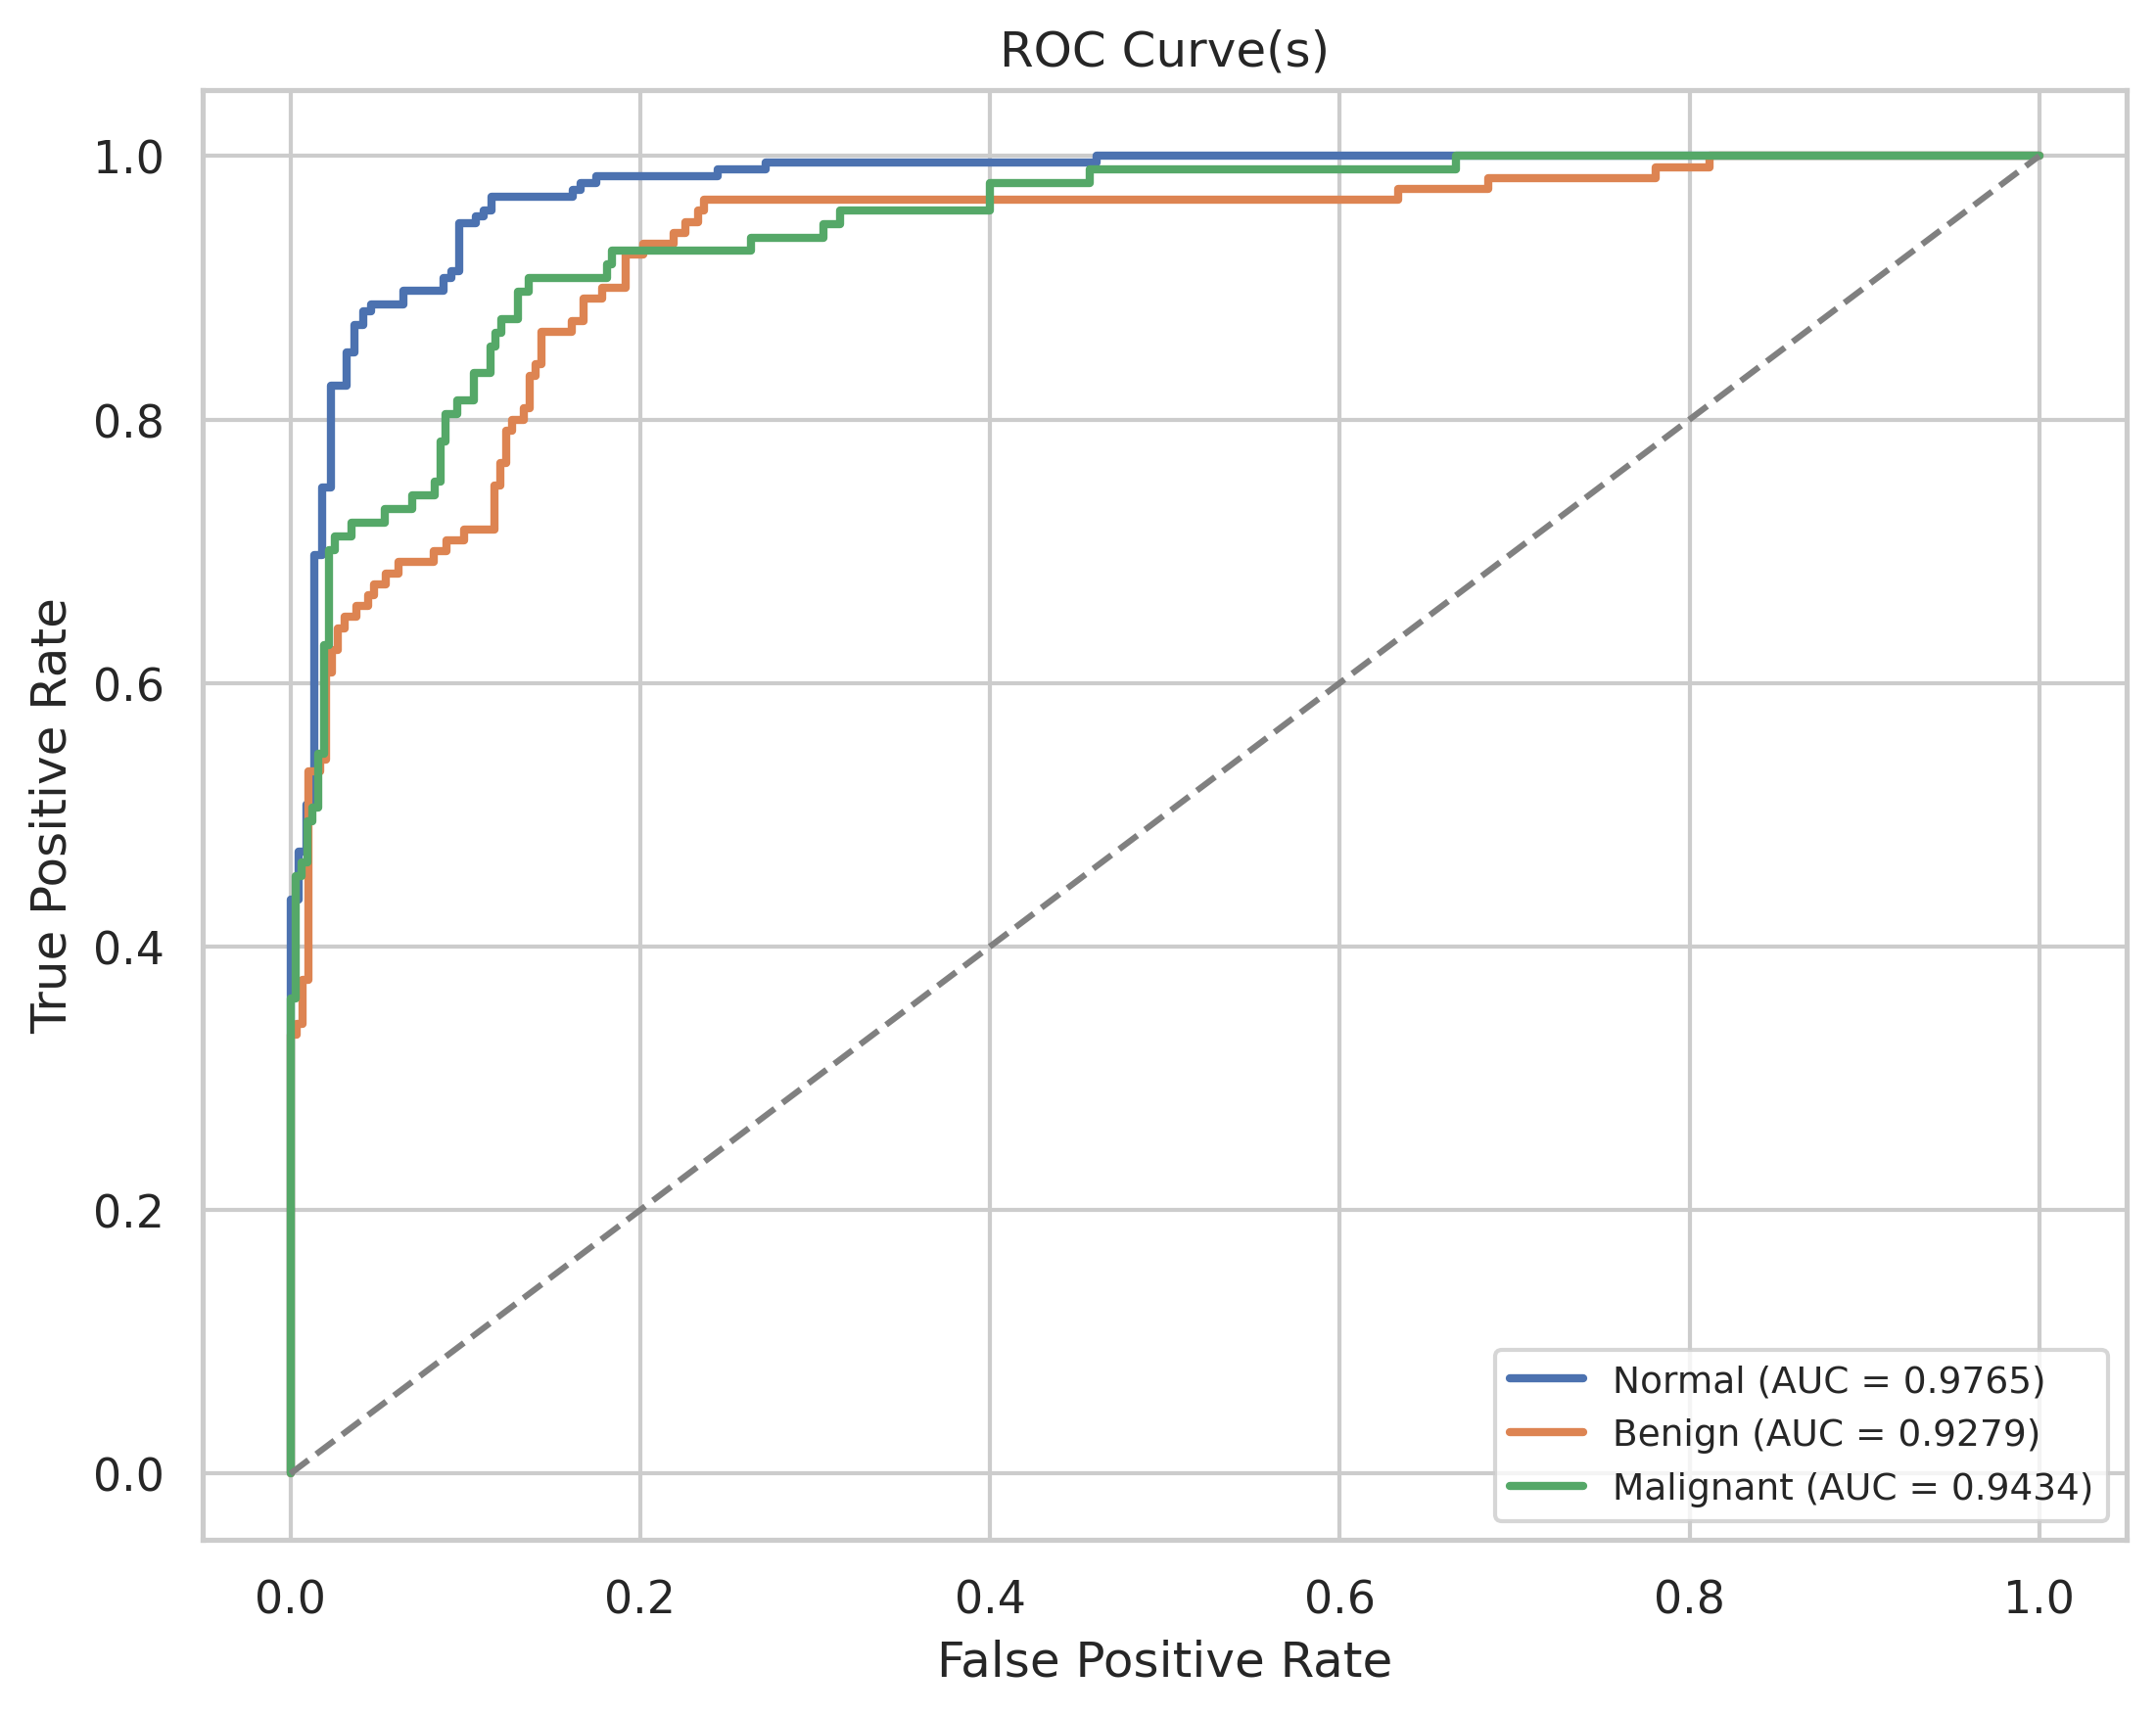 ROC Curve(s)
True Positive Rate
1.0
0.8
0.6
0.4
0.2
0.0
Normal (AUC = 0.9765)
Benign (AUC = 0.9279)
Malignant (AUC = 0.9434)
0.0 0.2 0.4 0.6 0.8 1.0
False Positive Rate